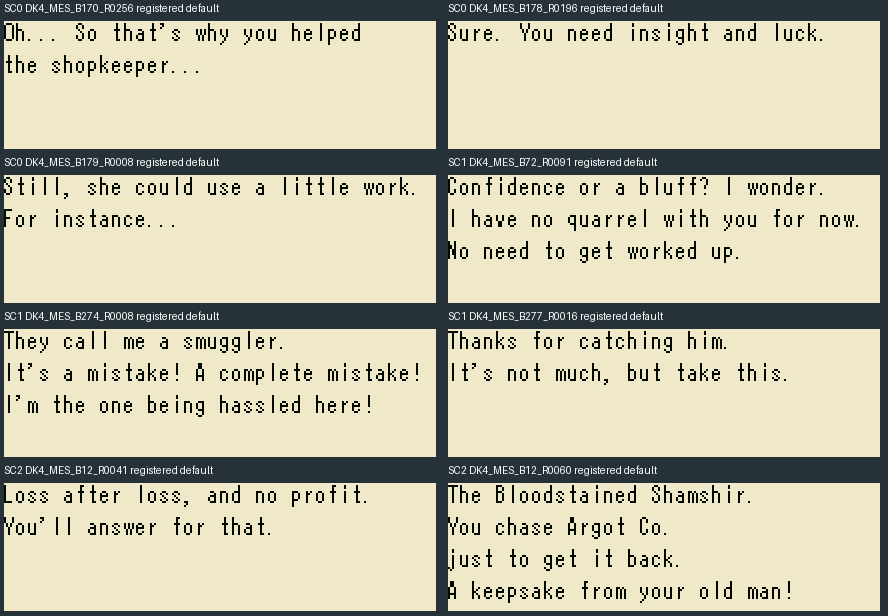 SC0 DK4_MES_B170_R0256 registered default
Oh... So that's why you helped
the shopkeeper...
SC0 DK4_MES_B178_R0196 registered default
Sure. You need insight and luck.
SC0 DK4_MES_B179_R0008 registered default
Still, she could use a little work.
For instance...
SC1 DK4_MES_B72_R0091 registered default
Confidence or a bluff? I wonder.
I have no quarrel with you for now.
No need to get worked up.
SC1 DK4_MES_B274_R0008 registered default
They call me a smuggler.
It's a mistake! A complete mistake!
I'm the one being hassled here!
SC1 DK4_MES_B277_R0016 registered default
Thanks for catching him.
It's not much, but take this.
SC2 DK4_MES_B12_R0041 registered default
Loss after loss, and no profit.
You'll answer for that.
SC2 DK4_MES_B12_R0060 registered default
The Bloodstained Shamshir.
You chase Argot Co.
just to get it back.
A keepsake from your old man!